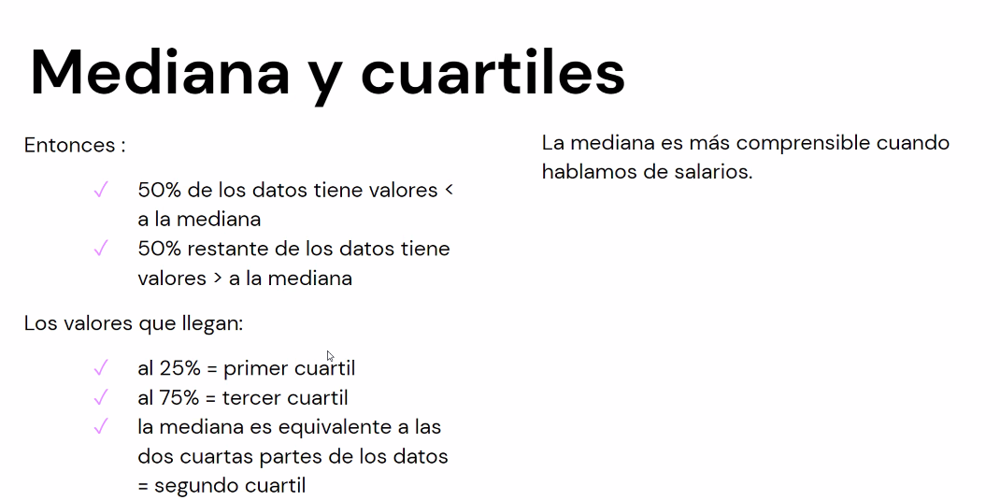 Mediana y cuartiles
Entonces :
✓ 50% de los datos tiene valores <
a la mediana
✓ 50% restante de los datos tiene
valores > a la mediana
Los valores que llegan:
✓ al 25% = primer cuartil
✓ al 75% = tercer cuartil
✓ la mediana es equivalente a las
dos cuartas partes de los datos
= segundo cuartil
La mediana es más comprensible cuando
hablamos de salarios.